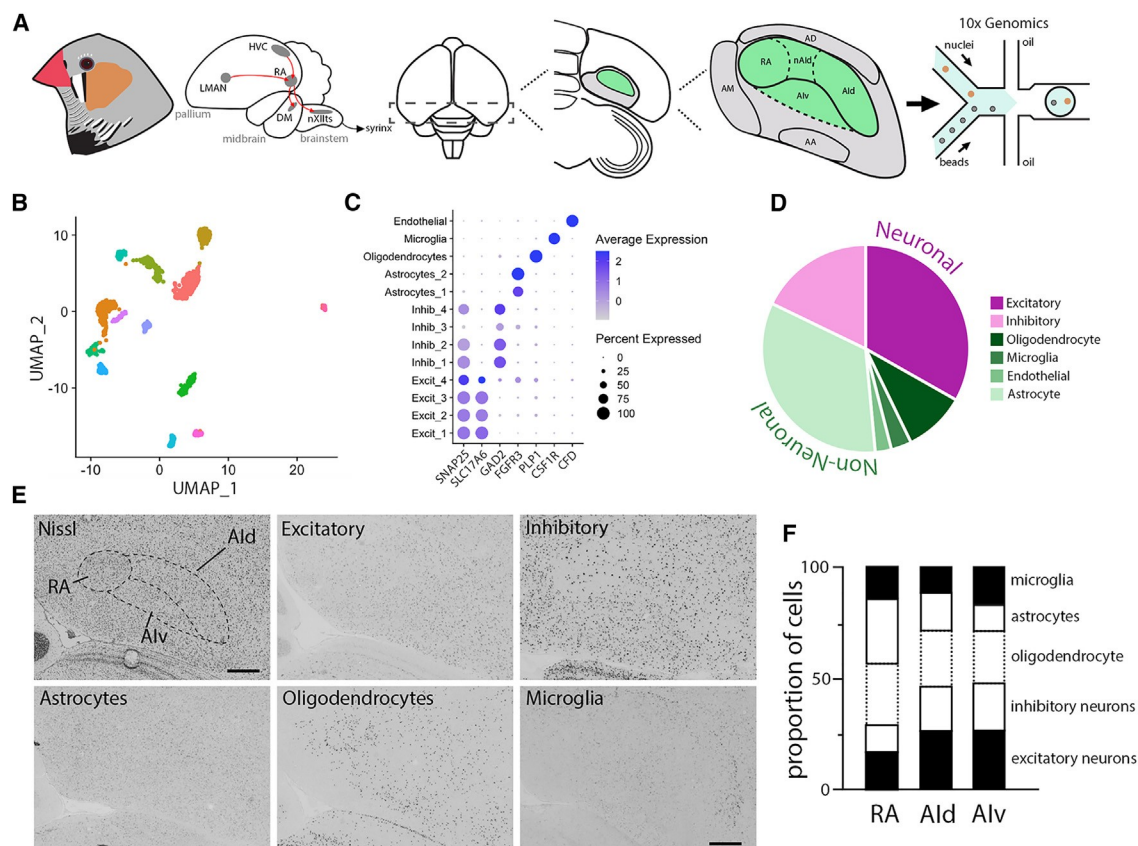 A
HVC
RA
LMAN
DM
nXIIts
syrinx
pallium
midbrain
brainstem
AD
RA
nAId
AId
AM
AIv
AA
10x Genomics
nuclei
oil
beads
oil
B
10
0
-10
UMAP_2
-10
0
10
20
UMAP_1
C
Endothelial
Microglia
Oligodendrocytes
Astrocytes_2
Astrocytes_1
Inhib_4
Inhib_3
Inhib_2
Inhib_1
Excit_4
Excit_3
Excit_2
Excit_1
SNAP25
SLC17A6
GAD2
FGFR3
PLP1
CSF1R
CFD
Average Expression
2
1
0
Percent Expressed
0
25
50
75
100
D
Neuronal
Non-Neuronal
Excitatory
Inhibitory
Oligodendrocyte
Microglia
Endothelial
Astrocyte
E
Nissl
AId
RA
AIv
Excitatory
Inhibitory
Astrocytes
Oligodendrocytes
Microglia
F
proportion of cells
100
50
0
microglia
astrocytes
oligodendrocyte
inhibitory neurons
excitatory neurons
RA AId AIv